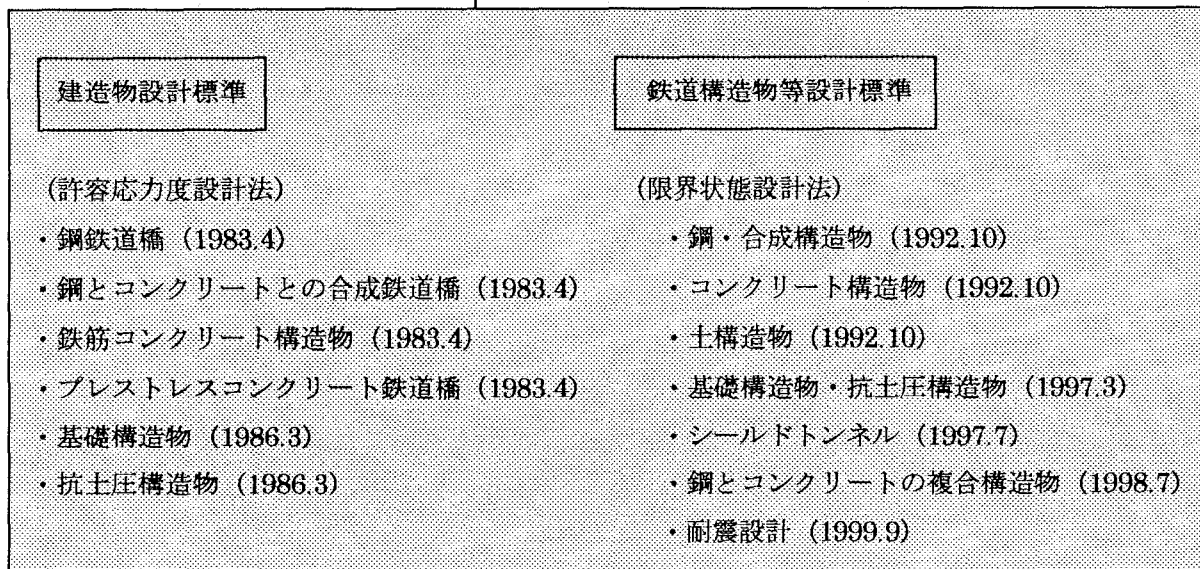 建造物設計標準
(許容応力度設計法)
・鋼鉄道橋 (1983.4)
・鋼とコンクリートとの合成鉄道橋 (1983.4)
・鉄筋コンクリート構造物 (1983.4)
・プレストレスコンクリート鉄道橋 (1983.4)
・基礎構造物 (1986.3)
・抗土圧構造物 (1986.3)
鉄道構造物等設計標準
(限界状態設計法)
・鋼・合成構造物 (1992.10)
・コンクリート構造物 (1992.10)
・土構造物 (1992.10)
・基礎構造物・抗土圧構造物 (1997.3)
・シールドトンネル (1997.7)
・鋼とコンクリートの複合構造物 (1998.7)
・耐震設計 (1999.9)